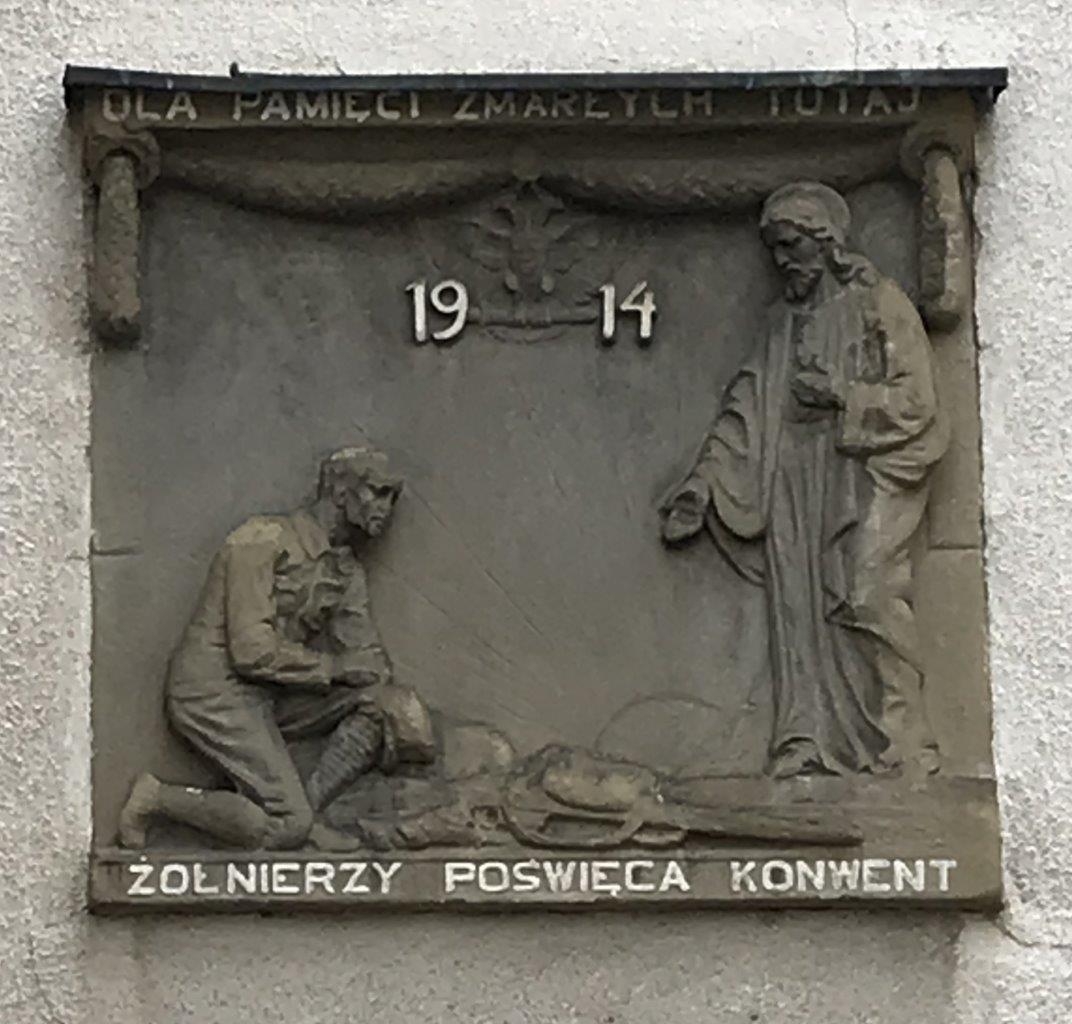 DLA PAMIĘCI ZMARŁYCH TUTAJ
19 14
ŻOŁNIERZY POŚWIĘCA KONWENT